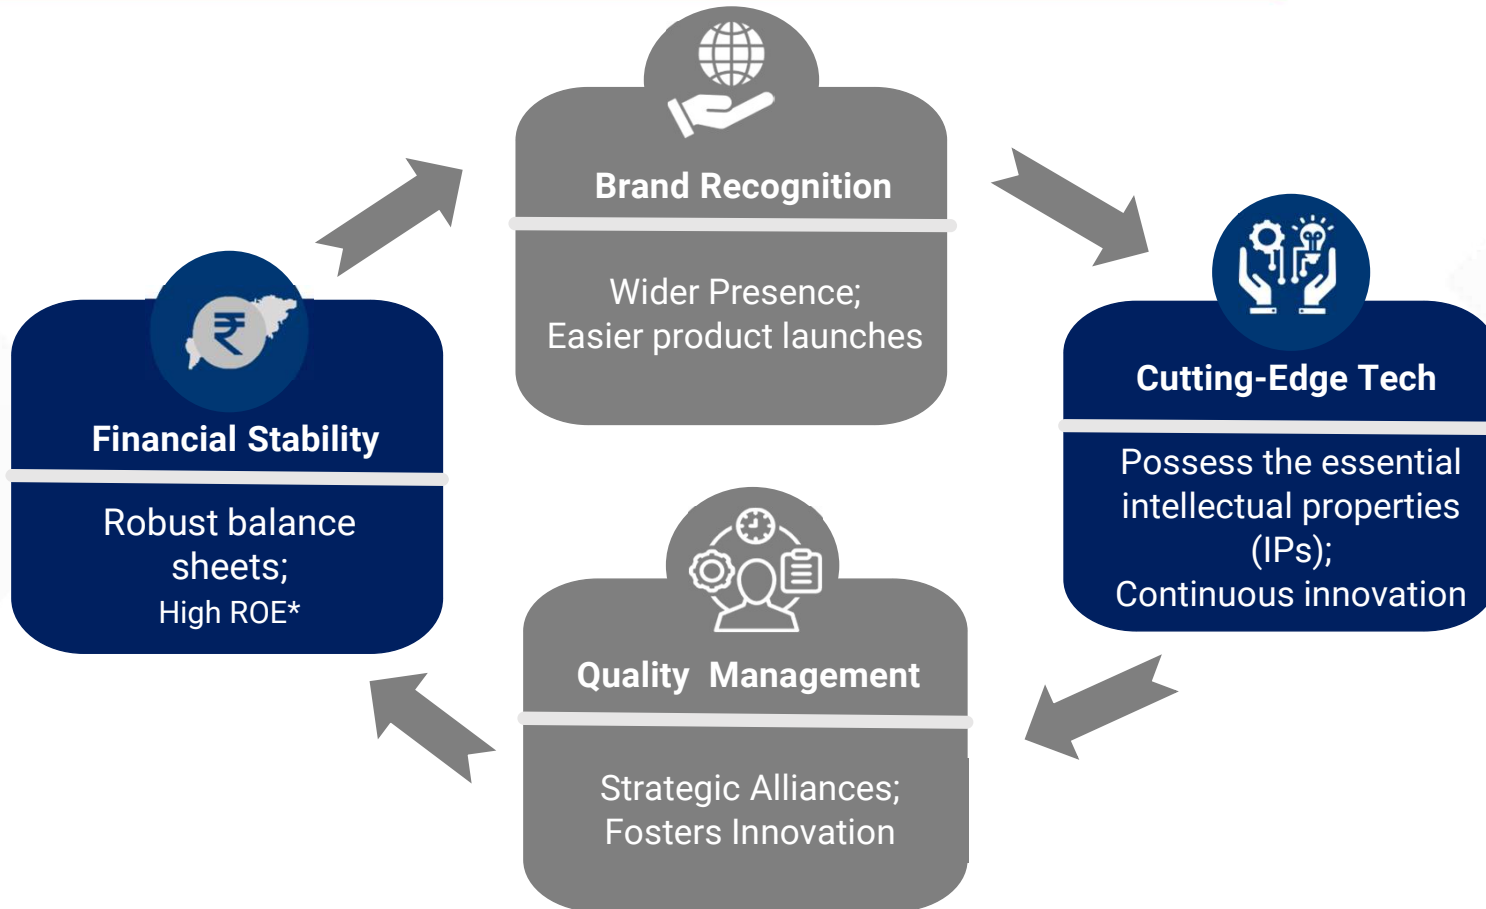 Brand Recognition
Wider Presence;
Easier product launches
Cutting-Edge Tech
Possess the essential
intellectual properties
(IPs);
Continuous innovation
₹
Financial Stability
Robust balance
sheets;
High ROE*
Quality Management
Strategic Alliances;
Fosters Innovation